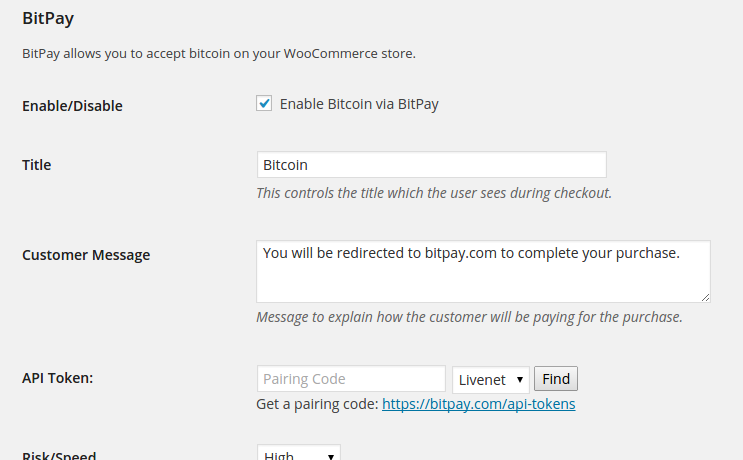 BitPay
BitPay allows you to accept bitcoin on your WooCommerce store.
Enable/Disable
Enable Bitcoin via BitPay
Title
Bitcoin
This controls the title which the user sees during checkout.
Customer Message
You will be redirected to bitpay.com to complete your purchase.
Message to explain how the customer will be paying for the purchase.
API Token:
Pairing Code
Livenet
Find
Get a pairing code: https://bitpay.com/api-tokens
Risk/Speed
High